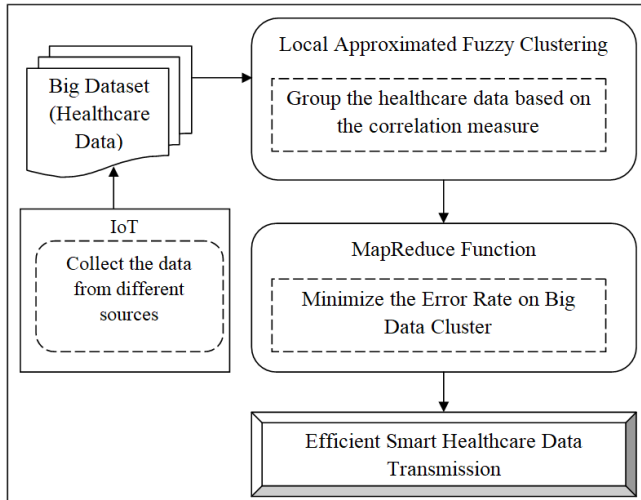 Big Dataset
(Healthcare
Data)
IoT
Collect the data
from different
sources
Local Approximated Fuzzy Clustering
Group the healthcare data based on
the correlation measure
MapReduce Function
Minimize the Error Rate on Big
Data Cluster
Efficient Smart Healthcare Data
Transmission